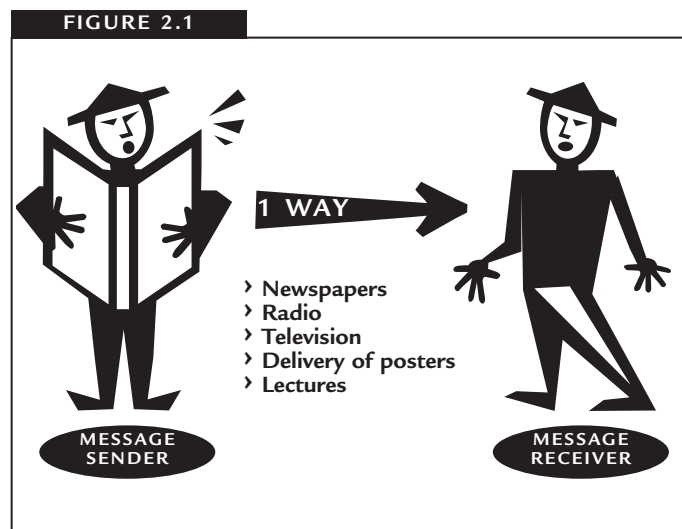 FIGURE 2.1
1 WAY
› Newspapers
› Radio
› Television
› Delivery of posters
› Lectures
MESSAGE
SENDER
MESSAGE
RECEIVER